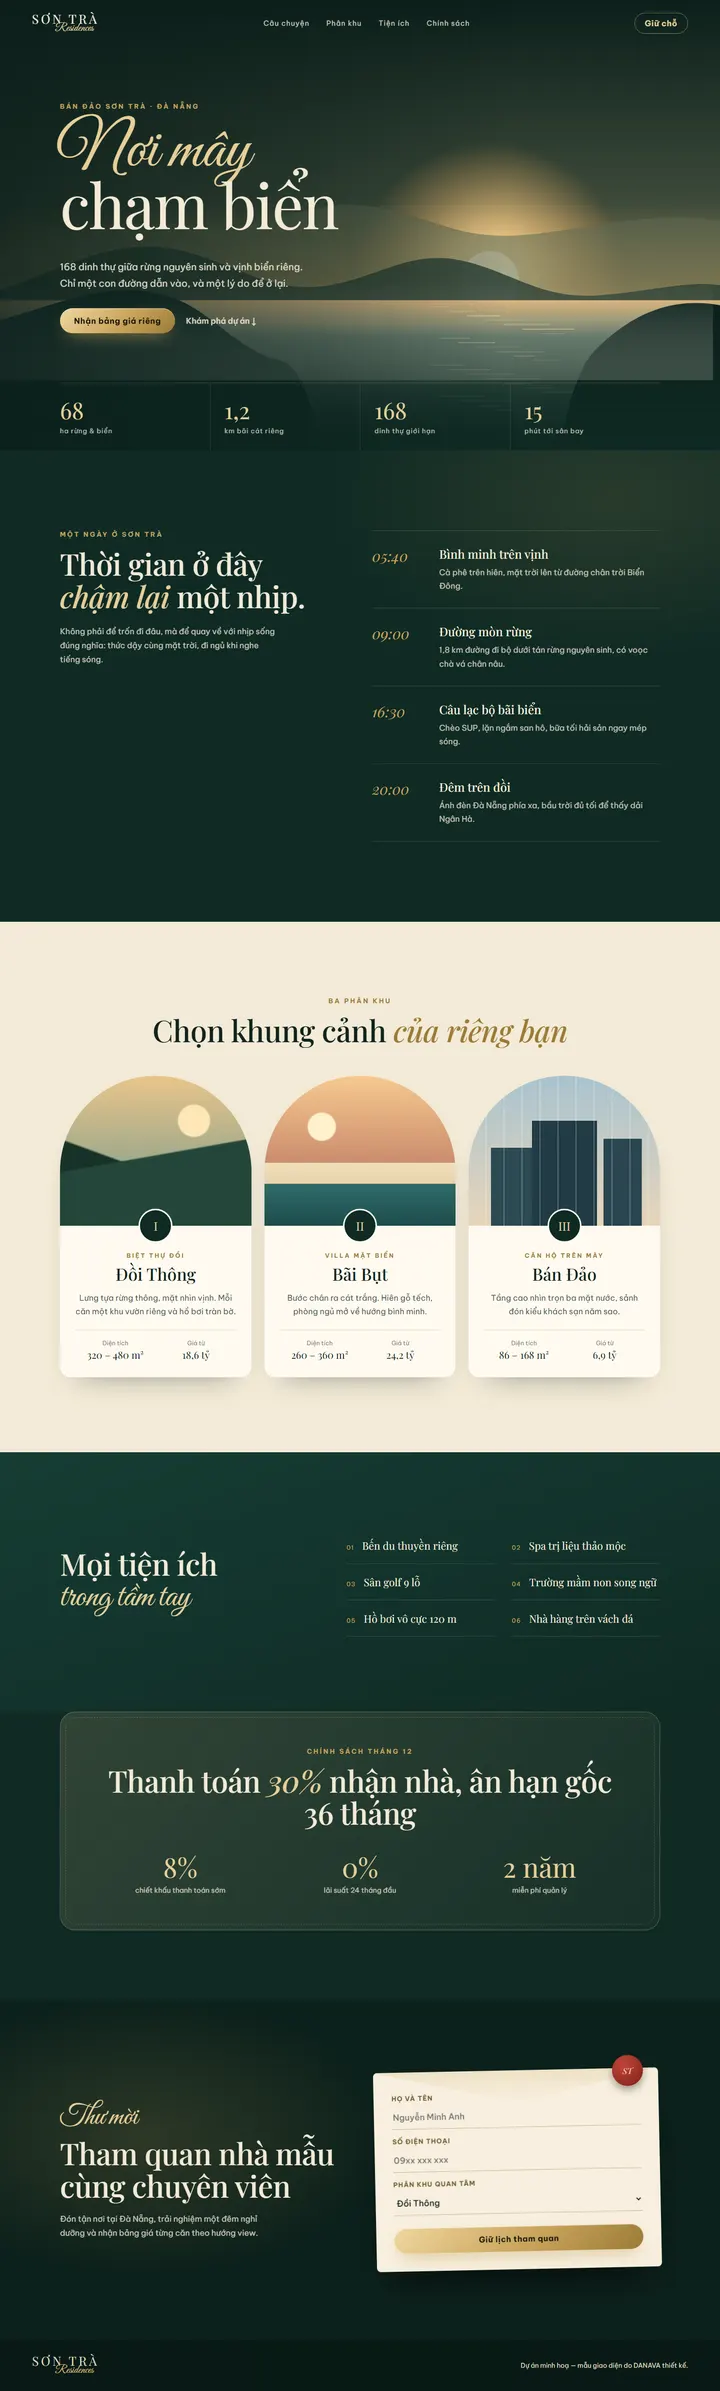 SƠN TRÀ
Residences
Câu chuyện
Phân khu
Tiện ích
Chính sách
Giữ chỗ
BÁN ĐẢO SƠN TRÀ · ĐÀ NẴNG
Nơi mây
chạm biển
168 dinh thự giữa rừng nguyên sinh và vịnh biển riêng.
Chỉ một con đường dẫn vào, và một lý do để ở lại.
Nhận bảng giá riêng
Khám phá dự án ↓
68
ha rừng & biển
1,2
km bãi cát riêng
168
dinh thự giới hạn
15
phút tới sân bay
MỘT NGÀY Ở SƠN TRÀ
Thời gian ở đây
chậm lại một nhịp.
Không phải để trốn đi đâu, mà để quay về với nhịp sống
đúng nghĩa: thức dậy cùng mặt trời, đi ngủ khi nghe
tiếng sóng.
05:40
Bình minh trên vịnh
Cà phê trên hiên, mặt trời lên từ đường chân trời Biển
Đông.
09:00
Đường mòn rừng
1,8 km đường đi bộ dưới tán rừng nguyên sinh, có voọc
chà vá chân nâu.
16:30
Câu lạc bộ bãi biển
Chèo SUP, lặn ngắm san hô, bữa tối hải sản ngay mép
sóng.
20:00
Đêm trên đồi
Ánh đèn Đà Nẵng phía xa, bầu trời đủ tối để thấy dải
Ngân Hà.
BA PHÂN KHU
Chọn khung cảnh của riêng bạn
I
BIỆT THỰ ĐỒI
Đồi Thông
Lưng tựa rừng thông, mặt nhìn vịnh. Mỗi
căn một khu vườn riêng và hồ bơi tràn bờ.
Diện tích
320 – 480 m²
Giá từ
18,6 tỷ
II
VILLA MẶT BIỂN
Bãi Bụt
Bước chân ra cát trắng. Hiên gỗ tếch,
phòng ngủ mở về hướng bình minh.
Diện tích
260 – 360 m²
Giá từ
24,2 tỷ
III
CĂN HỘ TRÊN MÂY
Bán Đảo
Tầng cao nhìn trọn ba mặt nước, sảnh
đón kiểu khách sạn năm sao.
Diện tích
86 – 168 m²
Giá từ
6,9 tỷ
Mọi tiện ích
trong tầm tay
01 Bến du thuyền riêng
02 Spa trị liệu thảo mộc
03 Sân golf 9 lỗ
04 Trường mầm non song ngữ
05 Hồ bơi vô cực 120 m
06 Nhà hàng trên vách đá
CHÍNH SÁCH THÁNG 12
Thanh toán 30% nhận nhà, ân hạn gốc
36 tháng
8%
chiết khấu thanh toán sớm
0%
lãi suất 24 tháng đầu
2 năm
miễn phí quản lý
Thư mời
Tham quan nhà mẫu
cùng chuyên viên
Đón tận nơi tại Đà Nẵng, trải nghiệm một đêm nghỉ
dưỡng và nhận bảng giá từng căn theo hướng view.
ST
HỌ VÀ TÊN
Nguyễn Minh Anh
SỐ ĐIỆN THOẠI
09xx xxx xxx
PHÂN KHU QUAN TÂM
Đồi Thông
Giữ lịch tham quan
SƠN TRÀ
Residences
Dự án minh hoạ — mẫu giao diện do DANAVA thiết kế.